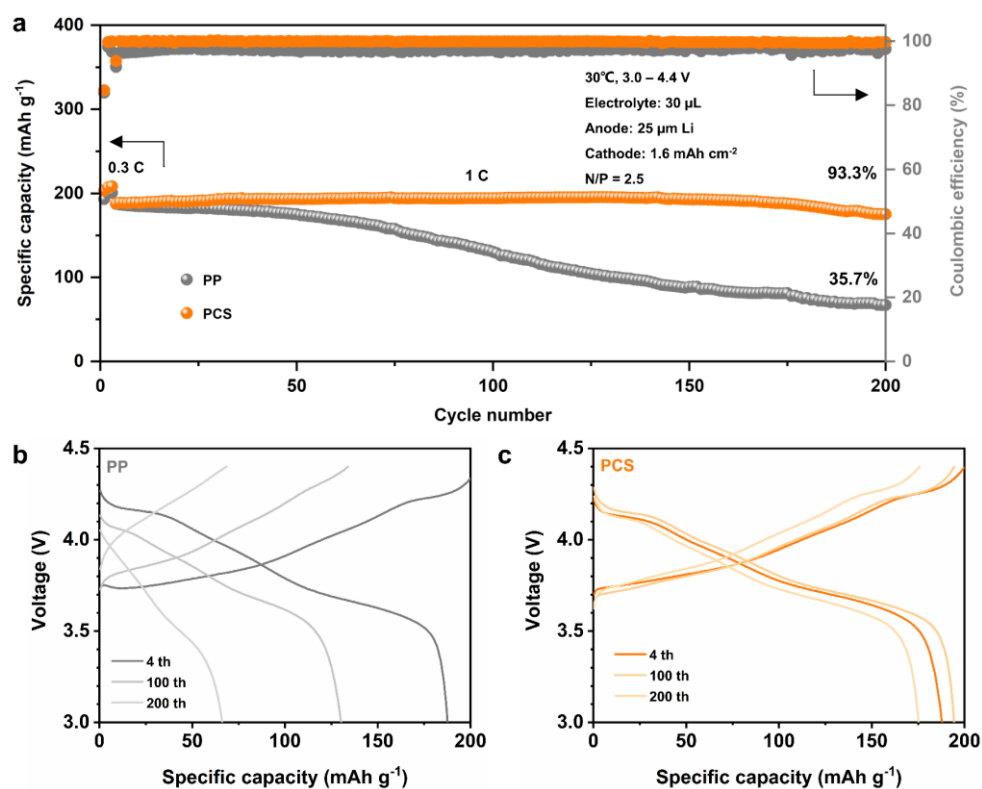 a
400
350
300
250
200
150
100
50
0
Specific capacity (mAh g⁻¹)
0
50
100
150
200
Cycle number
100
80
60
40
20
0
Coulombic efficiency (%)
30℃, 3.0 – 4.4 V
Electrolyte: 30 µL
Anode: 25 µm Li
Cathode: 1.6 mAh cm⁻²
N/P = 2.5
0.3 C
1 C
93.3%
35.7%
PP
PCS
b
PP
4.5
4.0
3.5
3.0
Voltage (V)
4 th
100 th
200 th
0
50
100
150
200
Specific capacity (mAh g⁻¹)
c
PCS
4.5
4.0
3.5
3.0
Voltage (V)
4 th
100 th
200 th
0
50
100
150
200
Specific capacity (mAh g⁻¹)